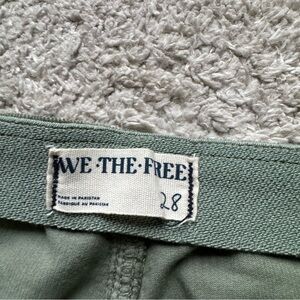 WE·THE·FREE
MADE IN PAKISTAN
FABRIQUÉ AU PAKISTAN
28